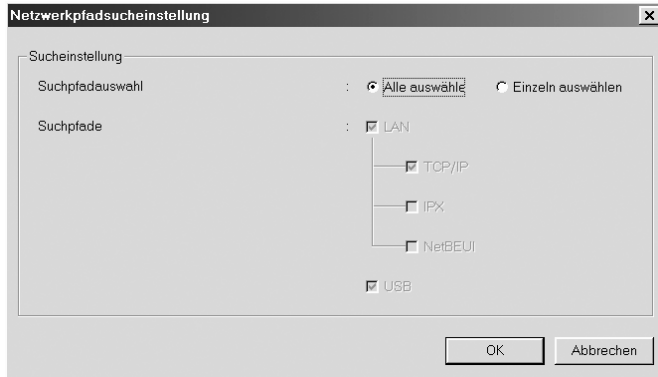 Netzwerkpfadsucheinstellung
Sucheinstellung
Suchpfadauswahl : Alle auswähle Einzeln auswählen
Suchpfade : LAN
TCP/IP
IPX
NetBEUI
USB
OK Abbrechen